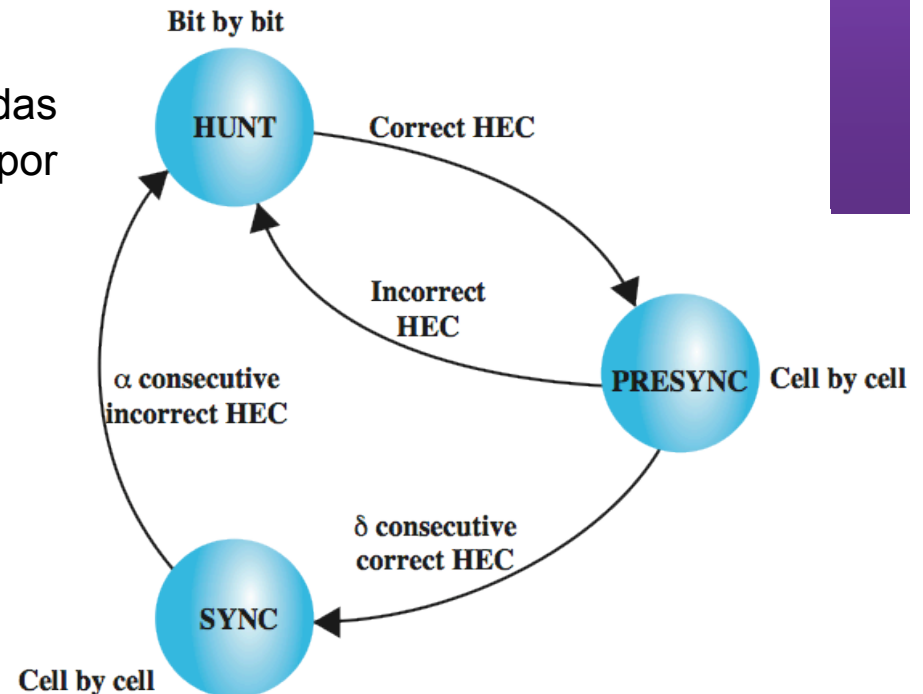 Bit by bit
das
por
HUNT
Correct HEC
Incorrect
HEC
PRESYNC
Cell by cell
α consecutive
incorrect HEC
δ consecutive
correct HEC
SYNC
Cell by cell